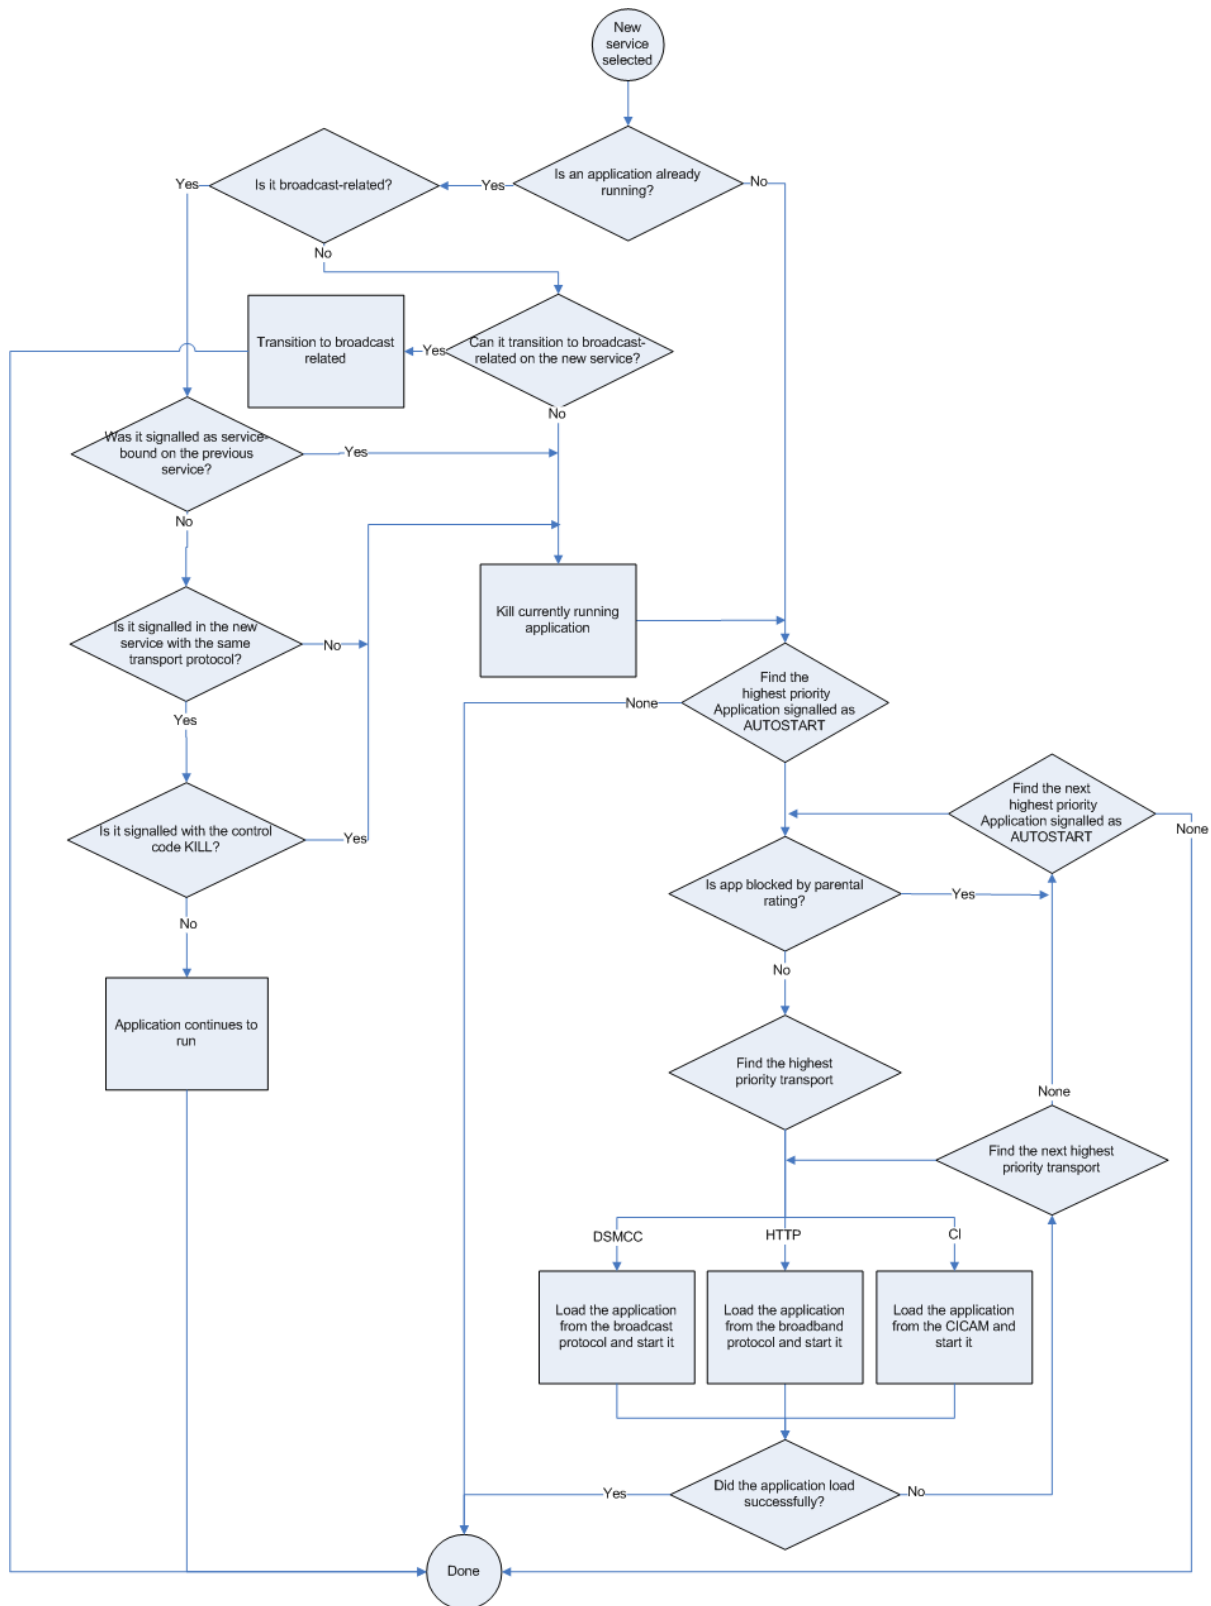 New
service
selected
Is an application already
running?
Yes
No
Is it broadcast-related?
Yes
No
Can it transition to broadcast-
related on the new service?
Yes
No
Transition to broadcast
related
Was it signalled as service-
bound on the previous
service?
Yes
No
Is it signalled in the new
service with the same
transport protocol?
No
Yes
Kill currently running
application
Is it signalled with the control
code KILL?
Yes
No
Application continues to
run
Find the
highest priority
Application signalled as
AUTOSTART
None
Find the next
highest priority
Application signalled as
AUTOSTART
None
Is app blocked by parental
rating?
Yes
No
Find the highest
priority transport
None
Find the next highest
priority transport
DSMCC
HTTP
CI
Load the application
from the broadcast
protocol and start it
Load the application
from the broadband
protocol and start it
Load the application
from the CICAM and
start it
Did the application load
successfully?
Yes
No
Done